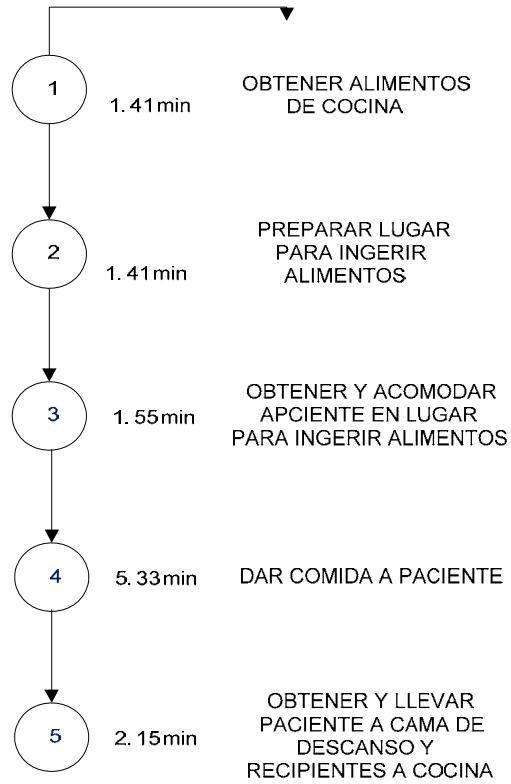 1
1. 41min
OBTENER ALIMENTOS
DE COCINA
2
1. 41min
PREPARAR LUGAR
PARA INGERIR
ALIMENTOS
3
1. 55min
OBTENER Y ACOMODAR
APCIENTE EN LUGAR
PARA INGERIR ALIMENTOS
4
5. 33min
DAR COMIDA A PACIENTE
5
2. 15min
OBTENER Y LLEVAR
PACIENTE A CAMA DE
DESCANSO Y
RECIPIENTES A COCINA